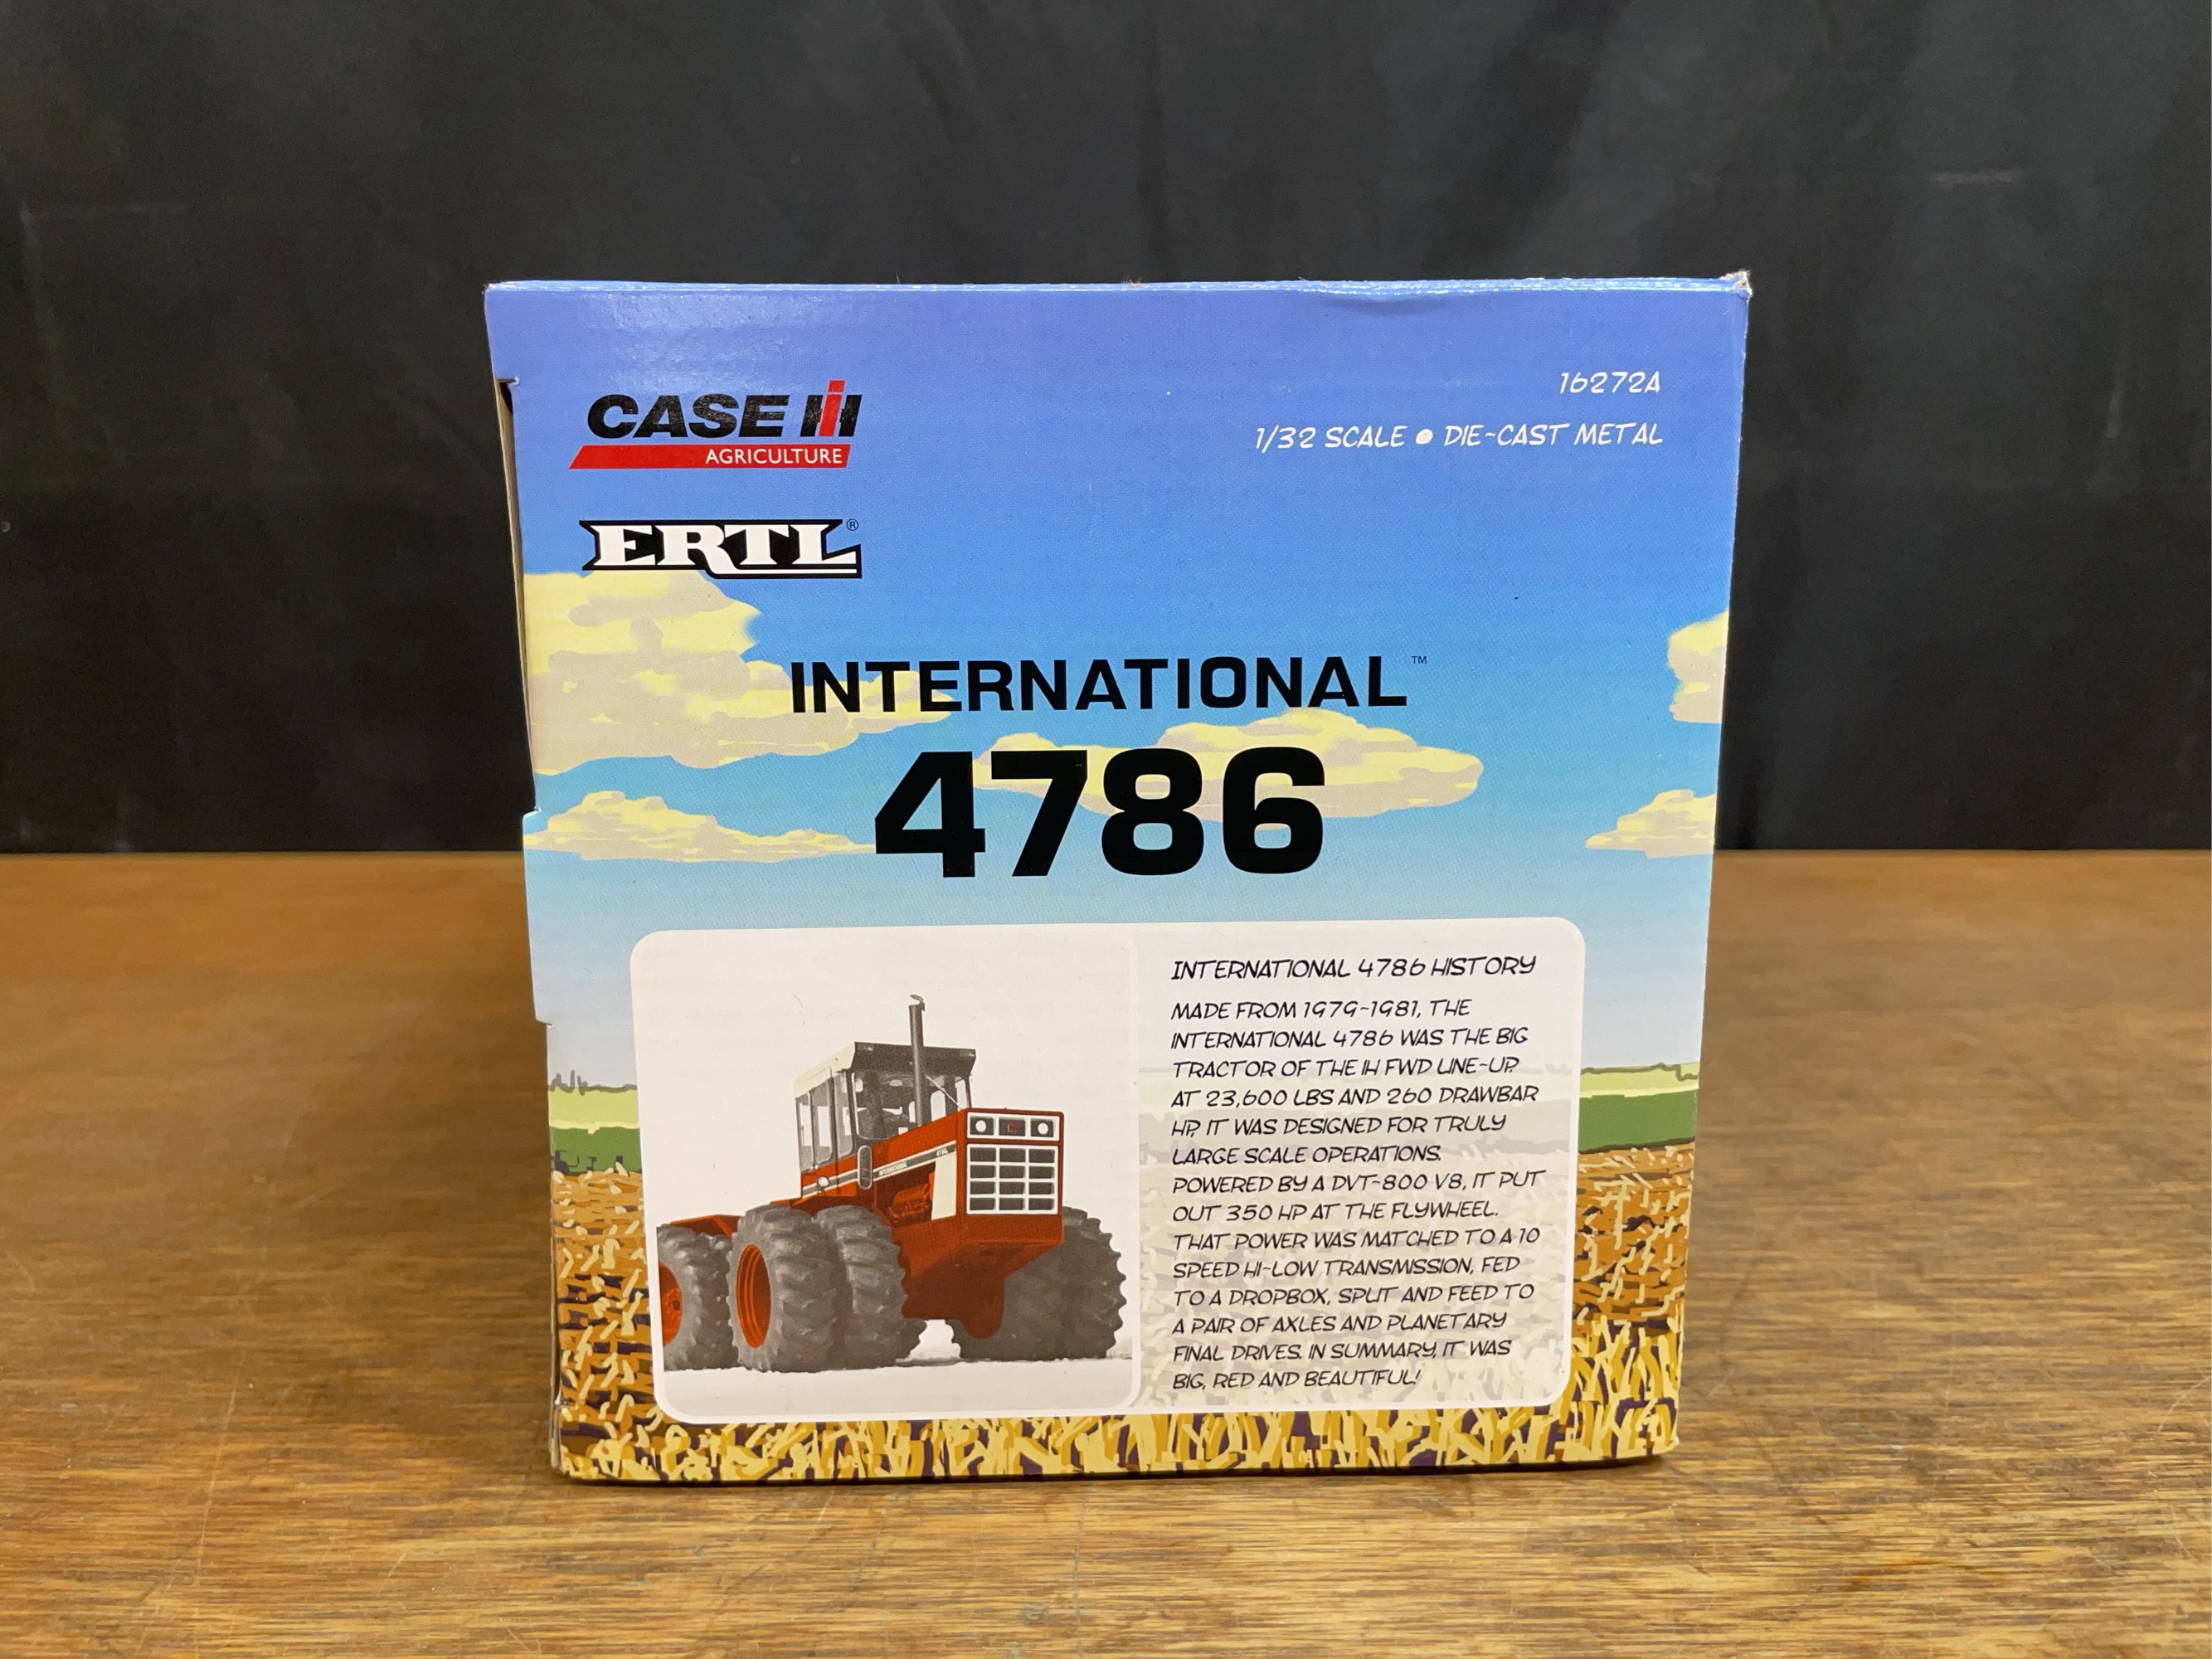 CASE IH
AGRICULTURE
16272A
1/32 SCALE ● DIE-CAST METAL
ERTL®
INTERNATIONAL™
4786
INTERNATIONAL 4786 HISTORY
MADE FROM 1979-1981, THE
INTERNATIONAL 4786 WAS THE BIG
TRACTOR OF THE IH FWD LINE-UP.
AT 23,600 LBS AND 260 DRAWBAR
HP, IT WAS DESIGNED FOR TRULY
LARGE SCALE OPERATIONS.
POWERED BY A DVT-800 V8, IT PUT
OUT 350 HP AT THE FLYWHEEL.
THAT POWER WAS MATCHED TO A 10
SPEED HI-LOW TRANSMISSION, FED
TO A DROPBOX, SPLIT AND FEED TO
A PAIR OF AXLES AND PLANETARY
FINAL DRIVES. IN SUMMARY, IT WAS
BIG, RED AND BEAUTIFUL!
INTERNATIONAL